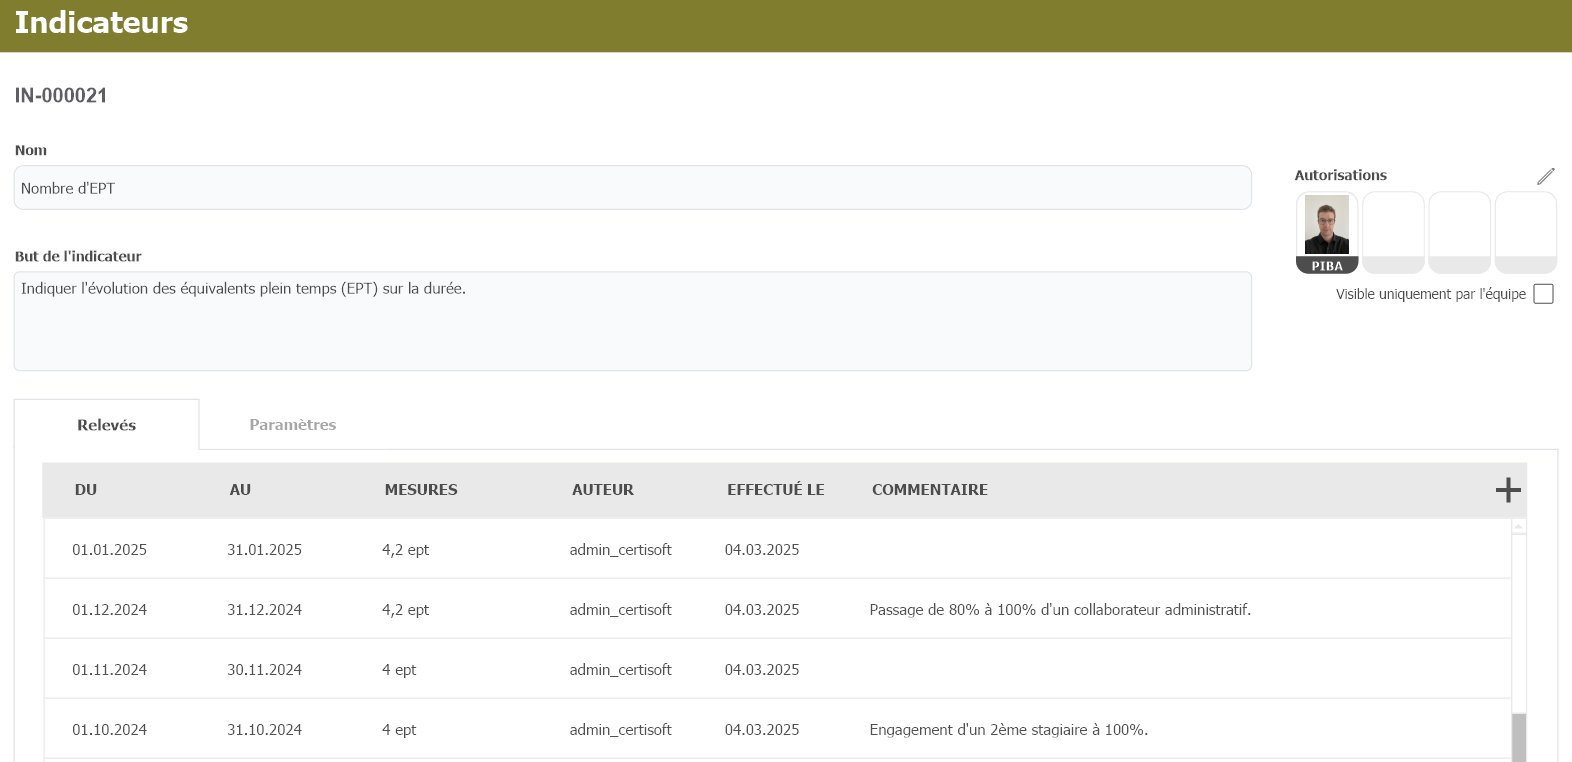 Indicateurs
IN-000021
Nom
Nombre d'EPT
Autorisations
PIBA
Visible uniquement par l'équipe
But de l'indicateur
Indiquer l'évolution des équivalents plein temps (EPT) sur la durée.
Relevés Paramètres
DU AU MESURES AUTEUR EFFECTUÉ LE COMMENTAIRE
01.01.2025 31.01.2025 4,2 ept admin_certisoft 04.03.2025
01.12.2024 31.12.2024 4,2 ept admin_certisoft 04.03.2025 Passage de 80% à 100% d'un collaborateur administratif.
01.11.2024 30.11.2024 4 ept admin_certisoft 04.03.2025
01.10.2024 31.10.2024 4 ept admin_certisoft 04.03.2025 Engagement d'un 2ème stagiaire à 100%.